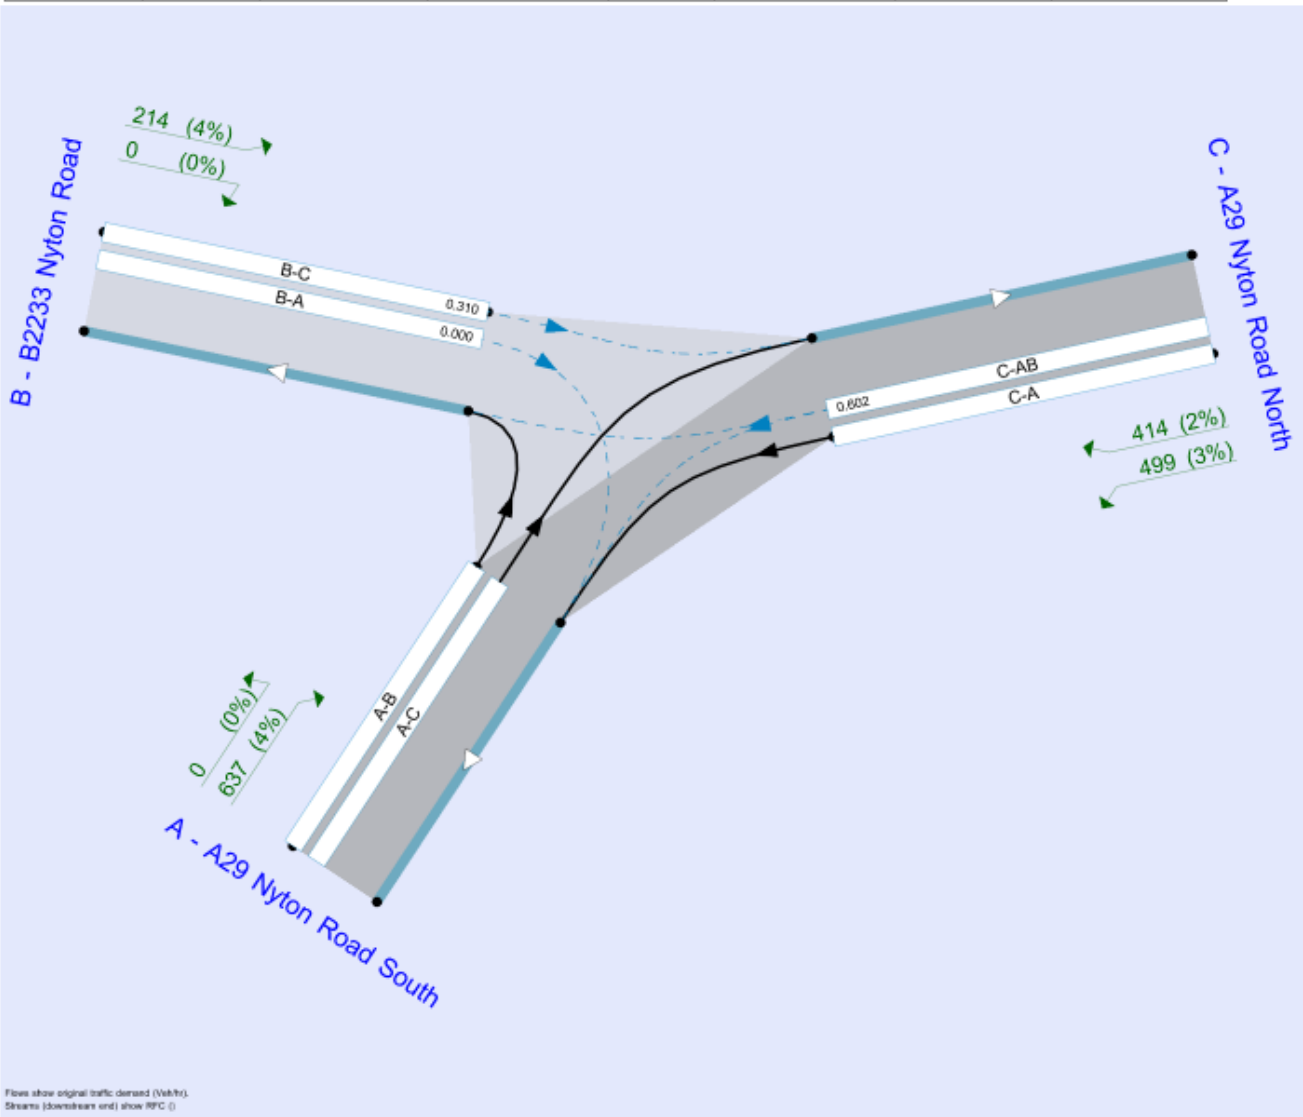 214 (4%)
0 (0%)
B - B2233 Nyton Road
B-C
0.310
B-A
0.000
C - A29 Nyton Road North
C-AB
0.602
C-A
414 (2%)
499 (3%)
A-B
A-C
0 (0%)
637 (4%)
A - A29 Nyton Road South
Flows show original traffic demand (Veh/hr).
Streams (downstream end) show RFC ()